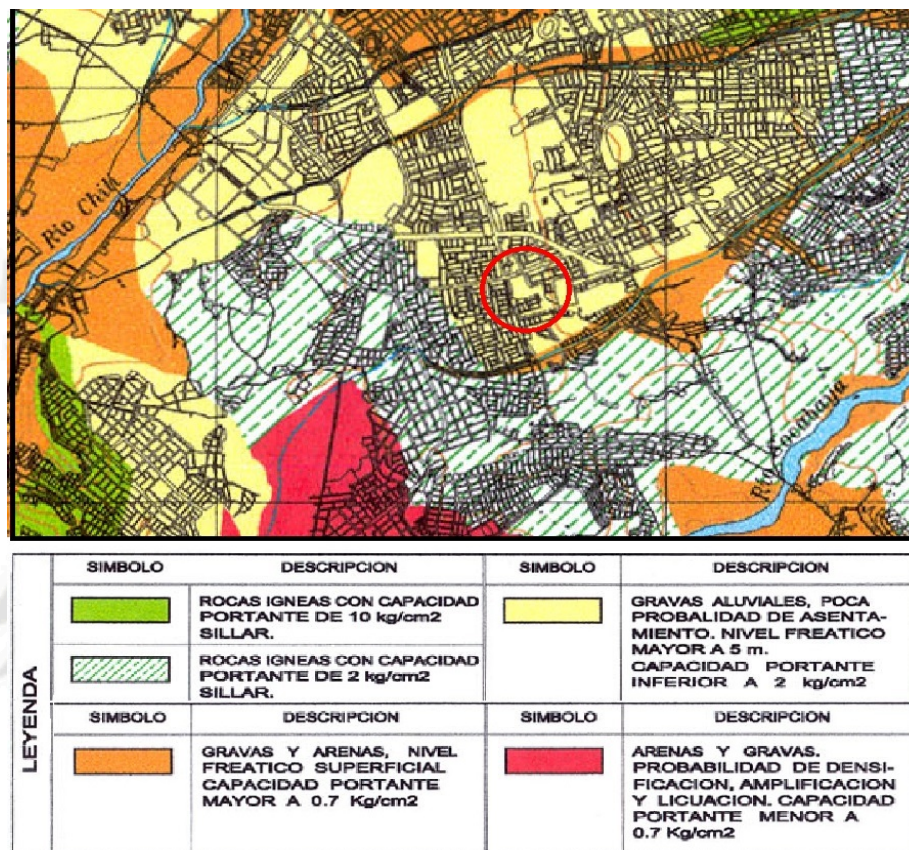 Rio Chili
Rio Socabaya
LEYENDA
SIMBOLO DESCRIPCION
ROCAS IGNEAS CON CAPACIDAD
PORTANTE DE 10 kg/cm2
SILLAR.
ROCAS IGNEAS CON CAPACIDAD
PORTANTE DE 2 kg/cm2
SILLAR.
SIMBOLO DESCRIPCION
GRAVAS ALUVIALES, POCA
PROBALIDAD DE ASENTA-
MIENTO. NIVEL FREATICO
MAYOR A 5 m.
CAPACIDAD PORTANTE
INFERIOR A 2 kg/cm2
SIMBOLO DESCRIPCION
GRAVAS Y ARENAS, NIVEL
FREATICO SUPERFICIAL
CAPACIDAD PORTANTE
MAYOR A 0.7 Kg/cm2
SIMBOLO DESCRIPCION
ARENAS Y GRAVAS.
PROBABILIDAD DE DENSI-
FICACION, AMPLIFICACION
Y LICUACION. CAPACIDAD
PORTANTE MENOR A
0.7 Kg/cm2